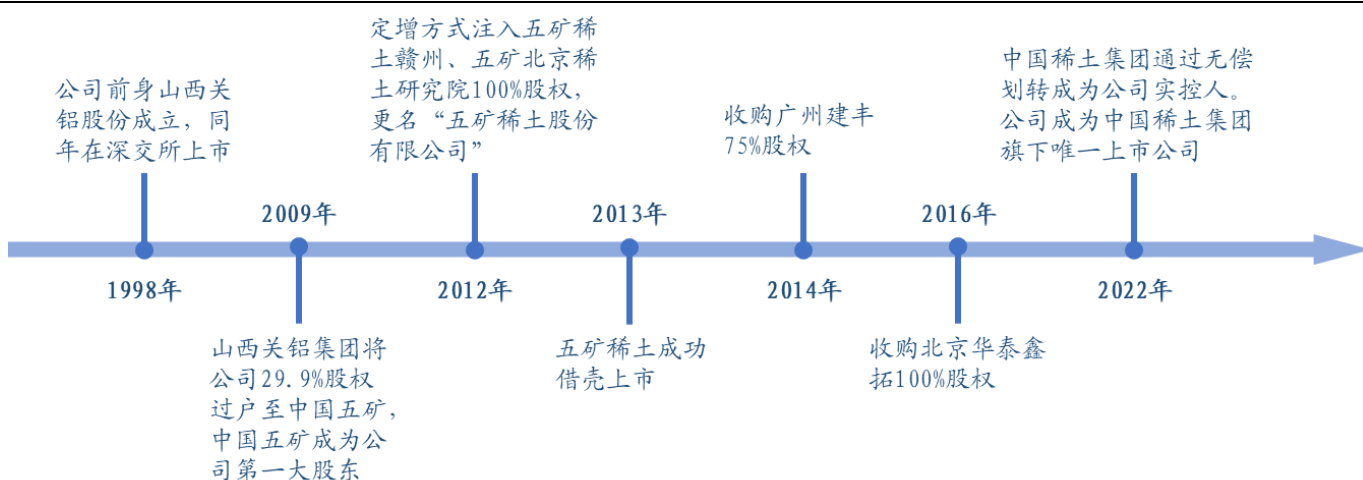 公司前身山西关
铝股份成立，同
年在深交所上市
1998年
2009年
山西关铝集团将
公司29.9%股权
过户至中国五矿，
中国五矿成为公
司第一大股东
定增方式注入五矿稀
土赣州、五矿北京稀
土研究院100%股权，
更名“五矿稀土股份
有限公司”
2012年
2013年
五矿稀土成功
借壳上市
收购广州建丰
75%股权
2014年
2016年
收购北京华泰鑫
拓100%股权
中国稀土集团通过无偿
划转成为公司实控人。
公司成为中国稀土集团
旗下唯一上市公司
2022年